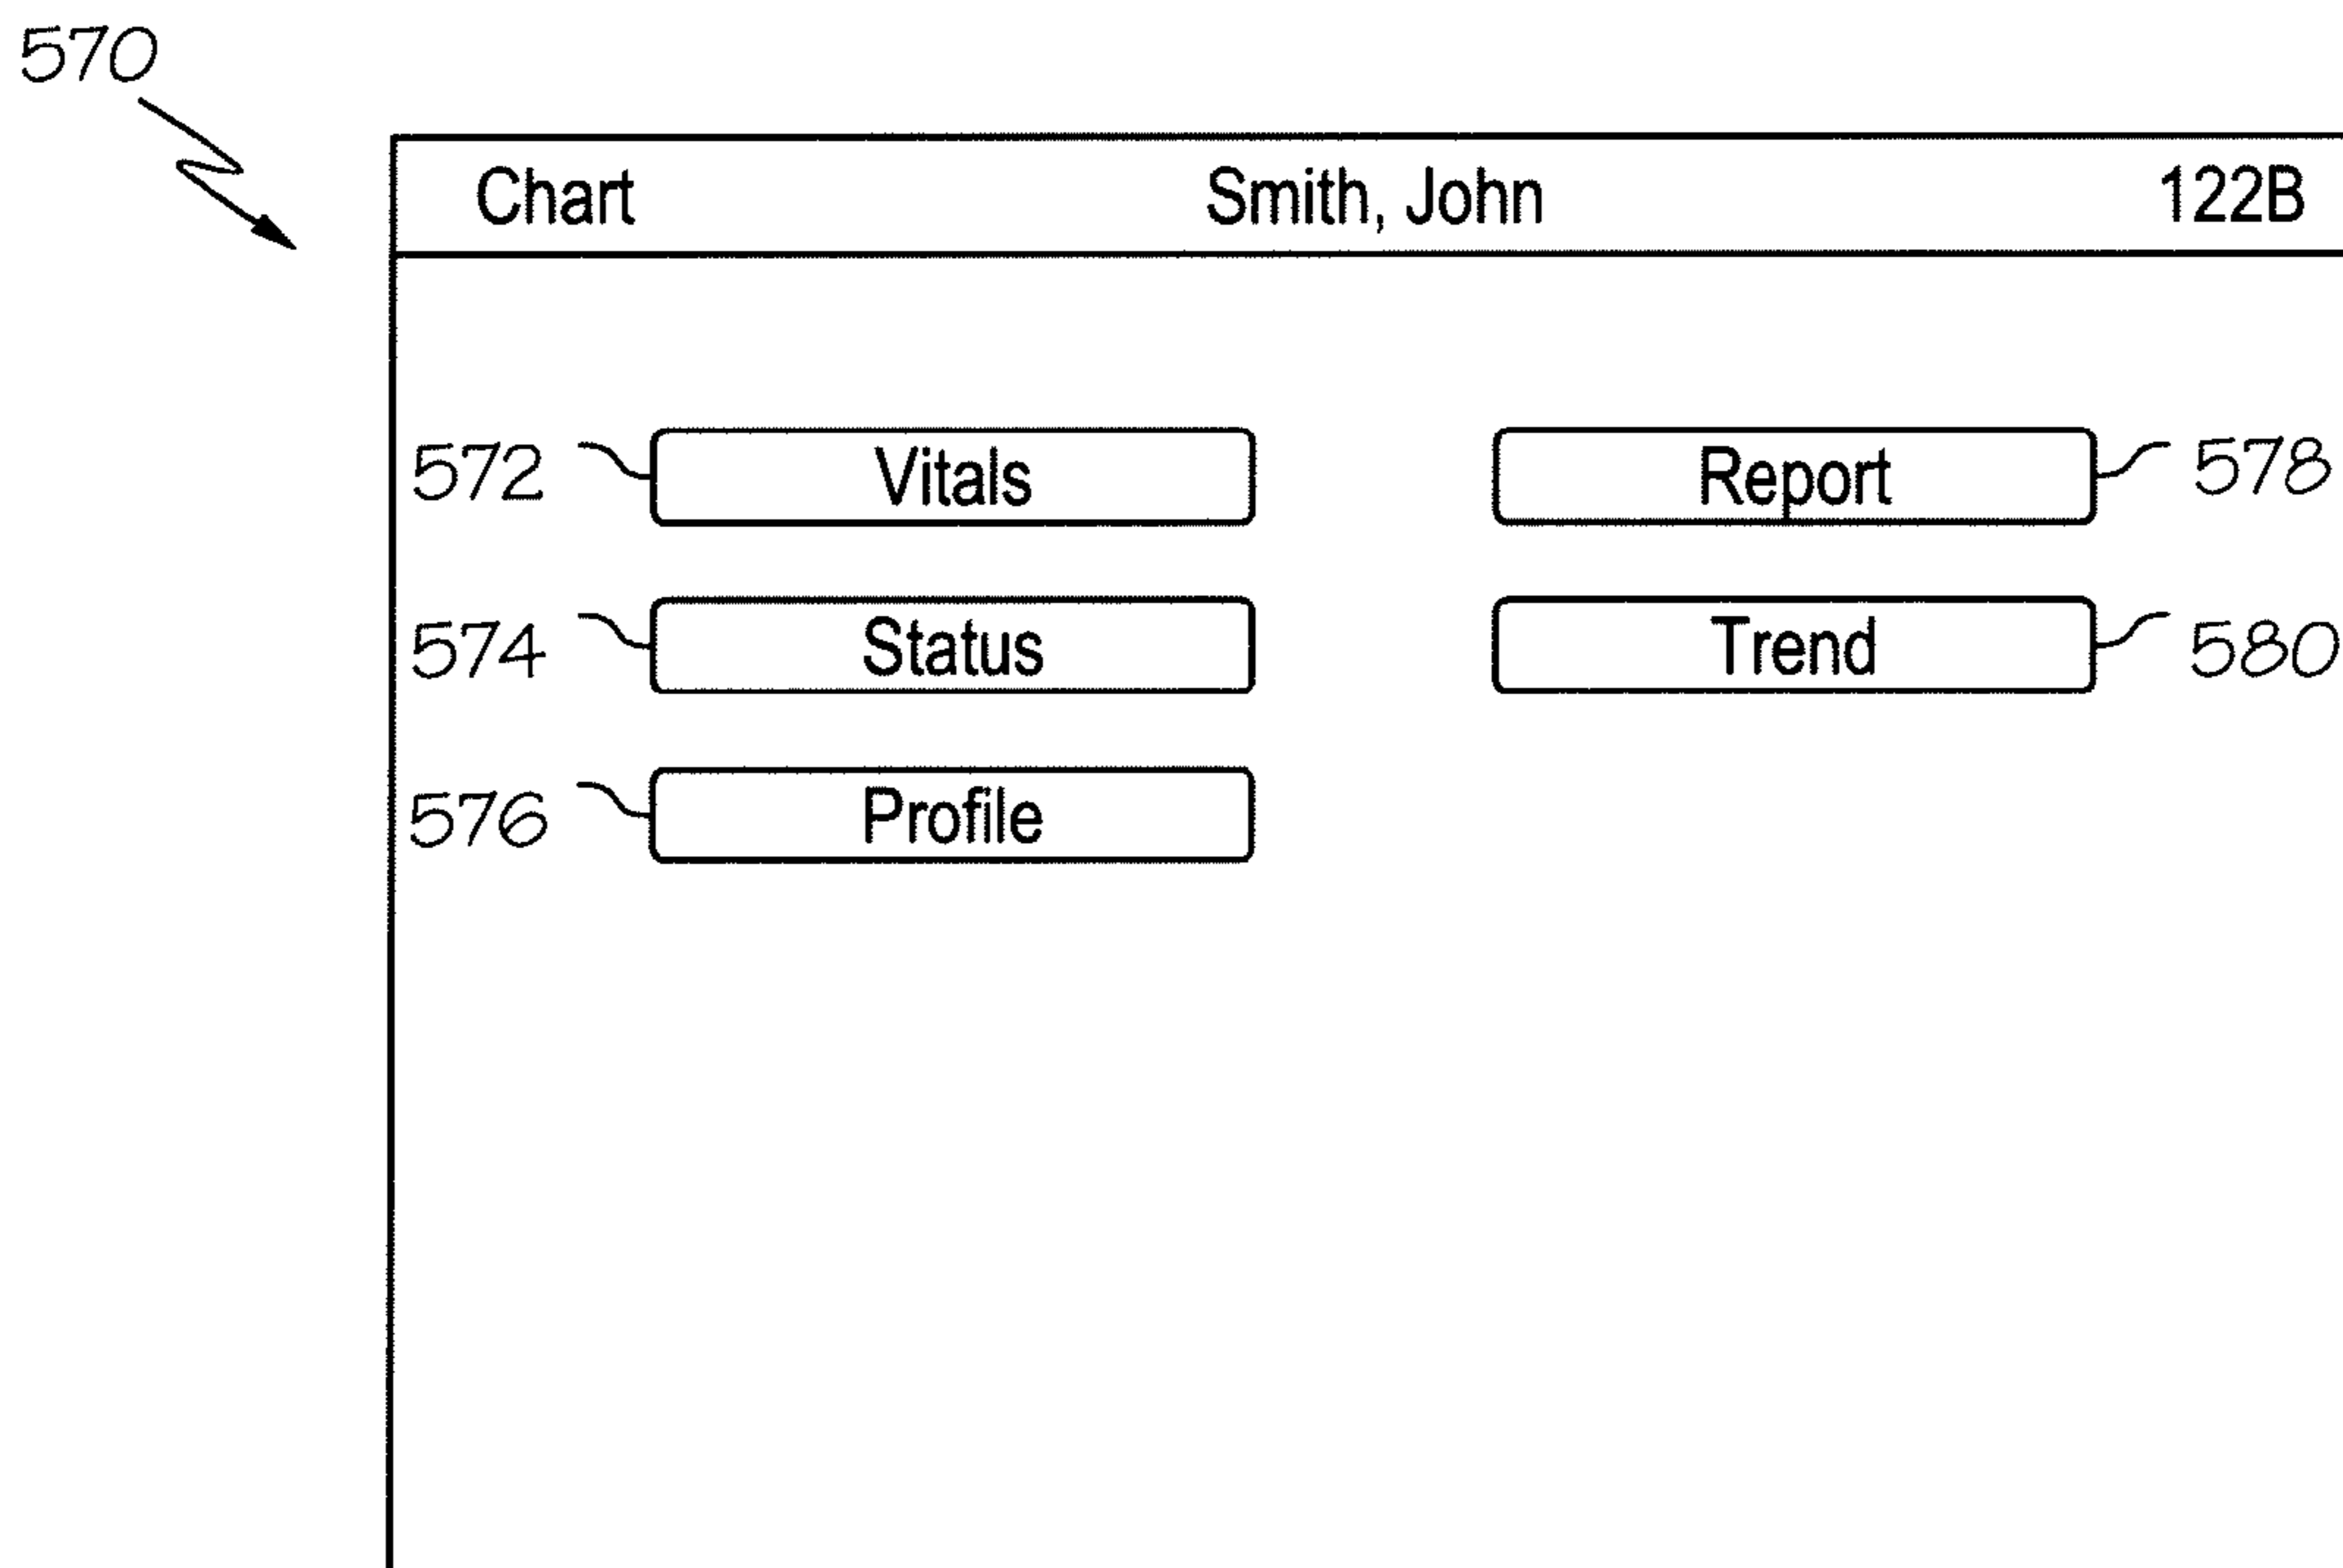 570
Chart Smith, John 122B
572 Vitals Report 578
574 Status Trend 580
576 Profile